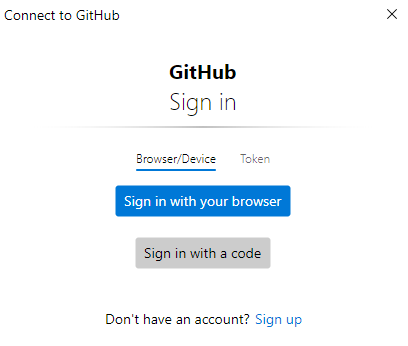 Connect to GitHub
GitHub
Sign in
Browser/Device Token
Sign in with your browser
Sign in with a code
Don't have an account? Sign up